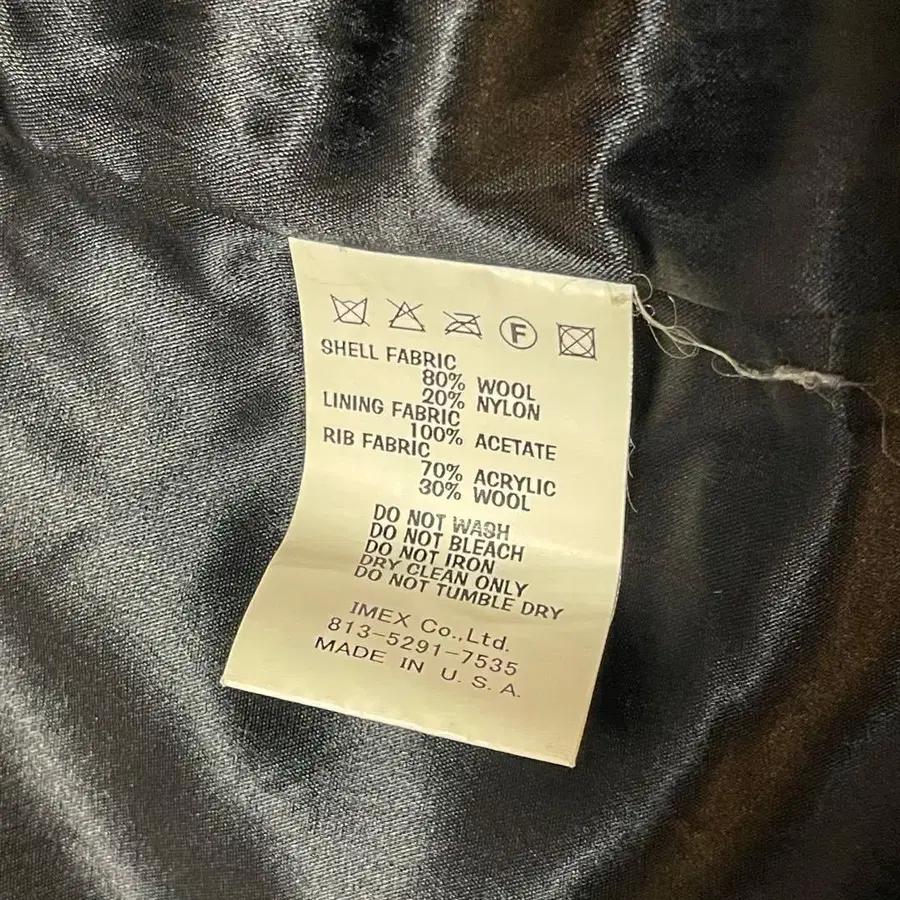 F
SHELL FABRIC
80% WOOL
20% NYLON
LINING FABRIC
100% ACETATE
RIB FABRIC
70% ACRYLIC
30% WOOL
DO NOT WASH
DO NOT BLEACH
DO NOT IRON
DRY CLEAN ONLY
DO NOT TUMBLE DRY
IMEX Co.,Ltd.
813-5291-7535
MADE IN U.S.A.